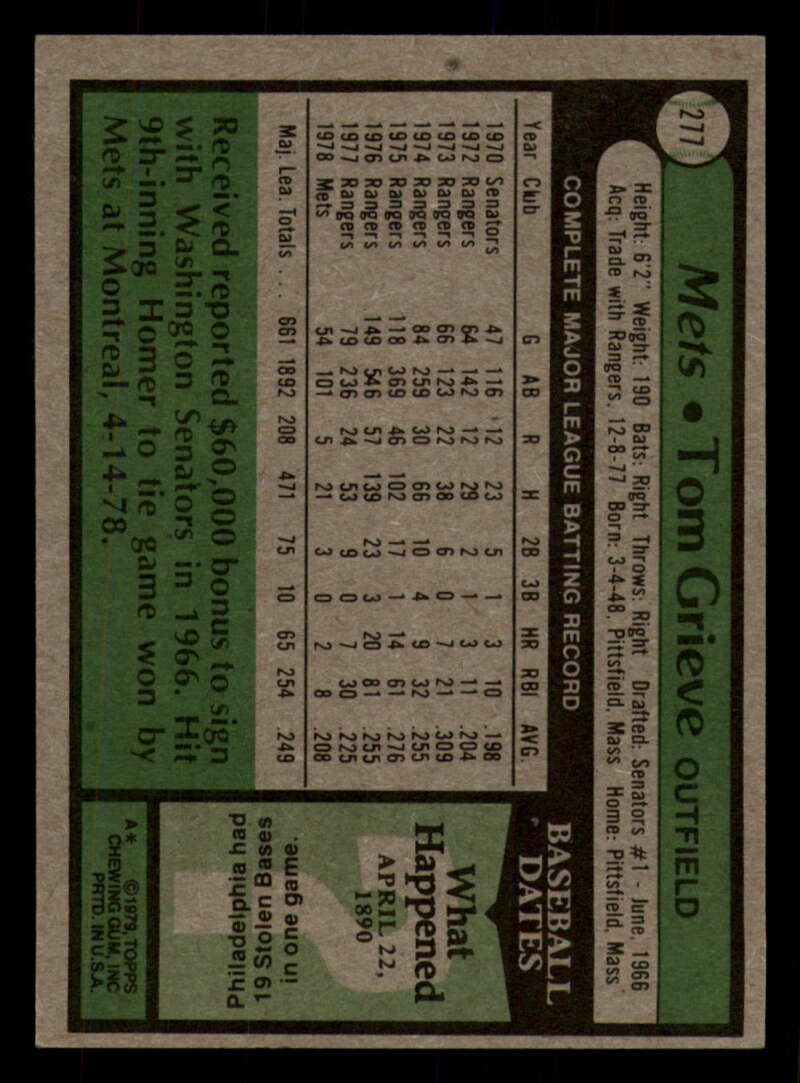 277
Mets • Tom Grieve OUTFIELD
Height: 6'2" Weight: 190 Bats: Right Throws: Right Drafted: Senators #1 - June, 1966
Acq: Trade with Rangers, 12-8-77 Born: 3-4-48, Pittsfield, Mass Home: Pittsfield, Mass
COMPLETE MAJOR LEAGUE BATTING RECORD
Year Club G AB R H 2B 3B HR RBI AVG.
1970 Senators 47 116 12 23 5 1 3 10 .198
1972 Rangers 64 142 12 29 2 1 3 11 .204
1973 Rangers 66 123 22 38 6 0 7 21 .309
1974 Rangers 84 259 30 66 10 4 9 32 .255
1975 Rangers 118 369 46 102 17 1 14 61 .276
1976 Rangers 149 546 57 139 23 3 20 81 .255
1977 Rangers 79 236 24 53 9 0 7 30 .225
1978 Mets 54 101 5 21 3 0 2 8 .208
Maj. Lea. Totals . . . 661 1892 208 471 75 10 65 254 .249
Received reported $60,000 bonus to sign
with Washington Senators in 1966. Hit
9th-inning Homer to tie game won by
Mets at Montreal, 4-14-78.
BASEBALL
DATES
What
Happened
APRIL 22,
1890
Philadelphia had
19 Stolen Bases
in one game.
A* ©1979, TOPPS
CHEWING GUM, INC
PRTD. IN U.S.A.